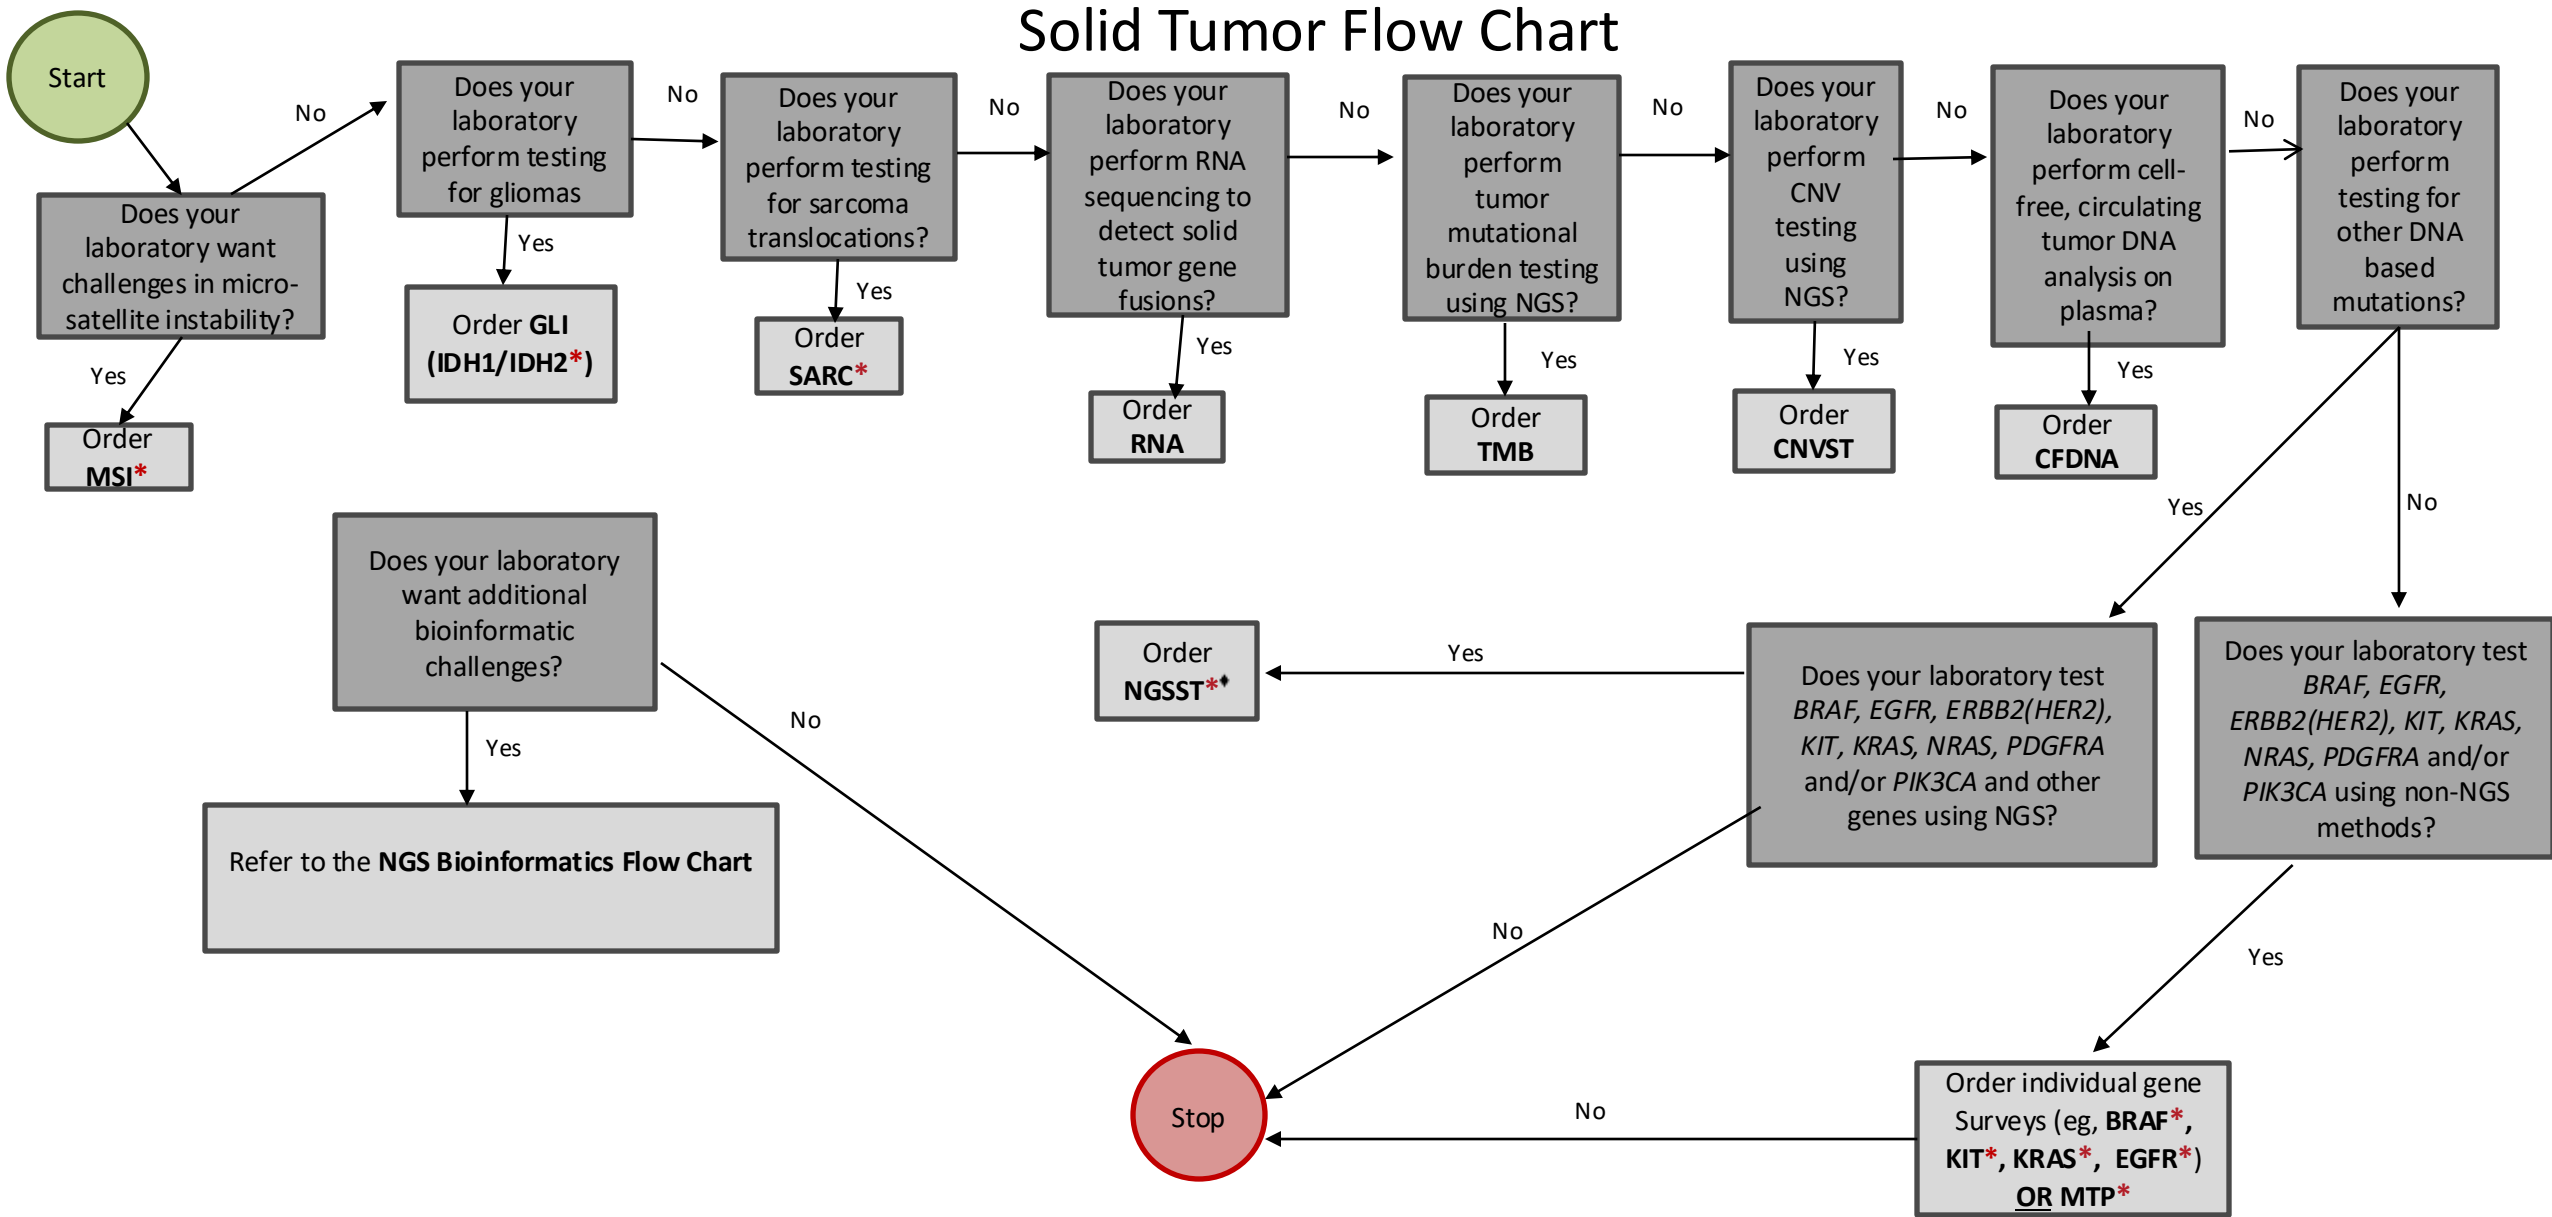 Solid Tumor Flow Chart
Start
No
Does your
laboratory
perform testing
for gliomas
No
Does your
laboratory
perform testing
for sarcoma
translocations?
No
Does your
laboratory
perform RNA
sequencing to
detect solid
tumor gene
fusions?
No
Does your
laboratory
perform
tumor
mutational
burden testing
using NGS?
No
Does your
laboratory
perform
CNV
testing
using
NGS?
No
Does your
laboratory
perform cell-
free, circulating
tumor DNA
analysis on
plasma?
No
Does your
laboratory
perform
testing for
other DNA
based
mutations?
Does your
laboratory want
challenges in micro-
satellite instability?
Yes
Order
MSI*
Yes
Order GLI
(IDH1/IDH2*)
Yes
Order
SARC*
Yes
Order
RNA
Yes
Order
TMB
Yes
Order
CNVST
Yes
Order
CFDNA
Yes
No
Does your laboratory
want additional
bioinformatic
challenges?
Yes
No
Refer to the NGS Bioinformatics Flow Chart
Order
NGSST*♦
Yes
Does your laboratory test
BRAF, EGFR, ERBB2(HER2),
KIT, KRAS, NRAS, PDGFRA
and/or PIK3CA and other
genes using NGS?
Does your laboratory test
BRAF, EGFR,
ERBB2(HER2), KIT, KRAS,
NRAS, PDGFRA and/or
PIK3CA using non-NGS
methods?
No
Yes
Stop
No
Order individual gene
Surveys (eg, BRAF*,
KIT*, KRAS*, EGFR*)
OR MTP*